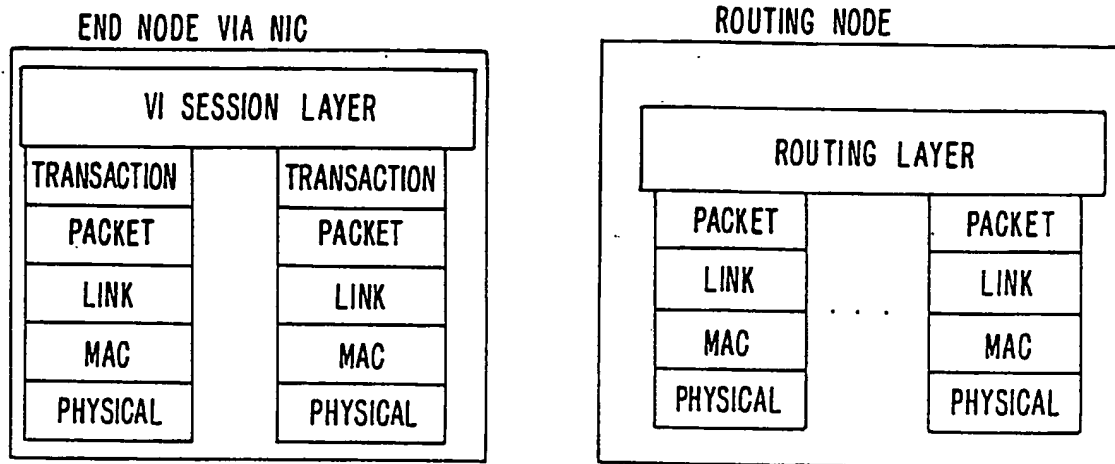 END NODE VIA NIC
VI SESSION LAYER
TRANSACTION
PACKET
LINK
MAC
PHYSICAL
TRANSACTION
PACKET
LINK
MAC
PHYSICAL
ROUTING NODE
ROUTING LAYER
PACKET
LINK
MAC
PHYSICAL
. . .
PACKET
LINK
MAC
PHYSICAL